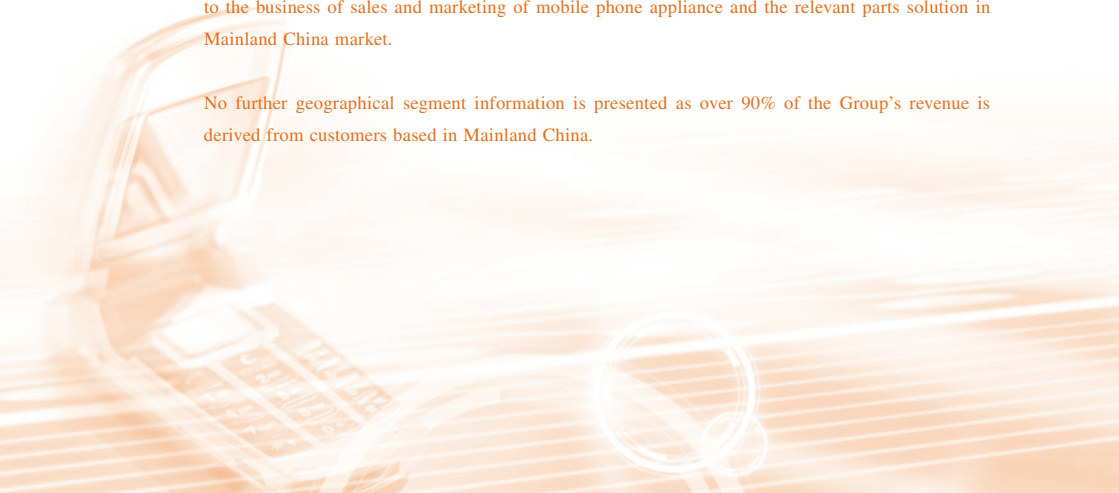 to the business of sales and marketing of mobile phone appliance and the relevant parts solution in
Mainland China market.
No further geographical segment information is presented as over 90% of the Group’s revenue is
derived from customers based in Mainland China.